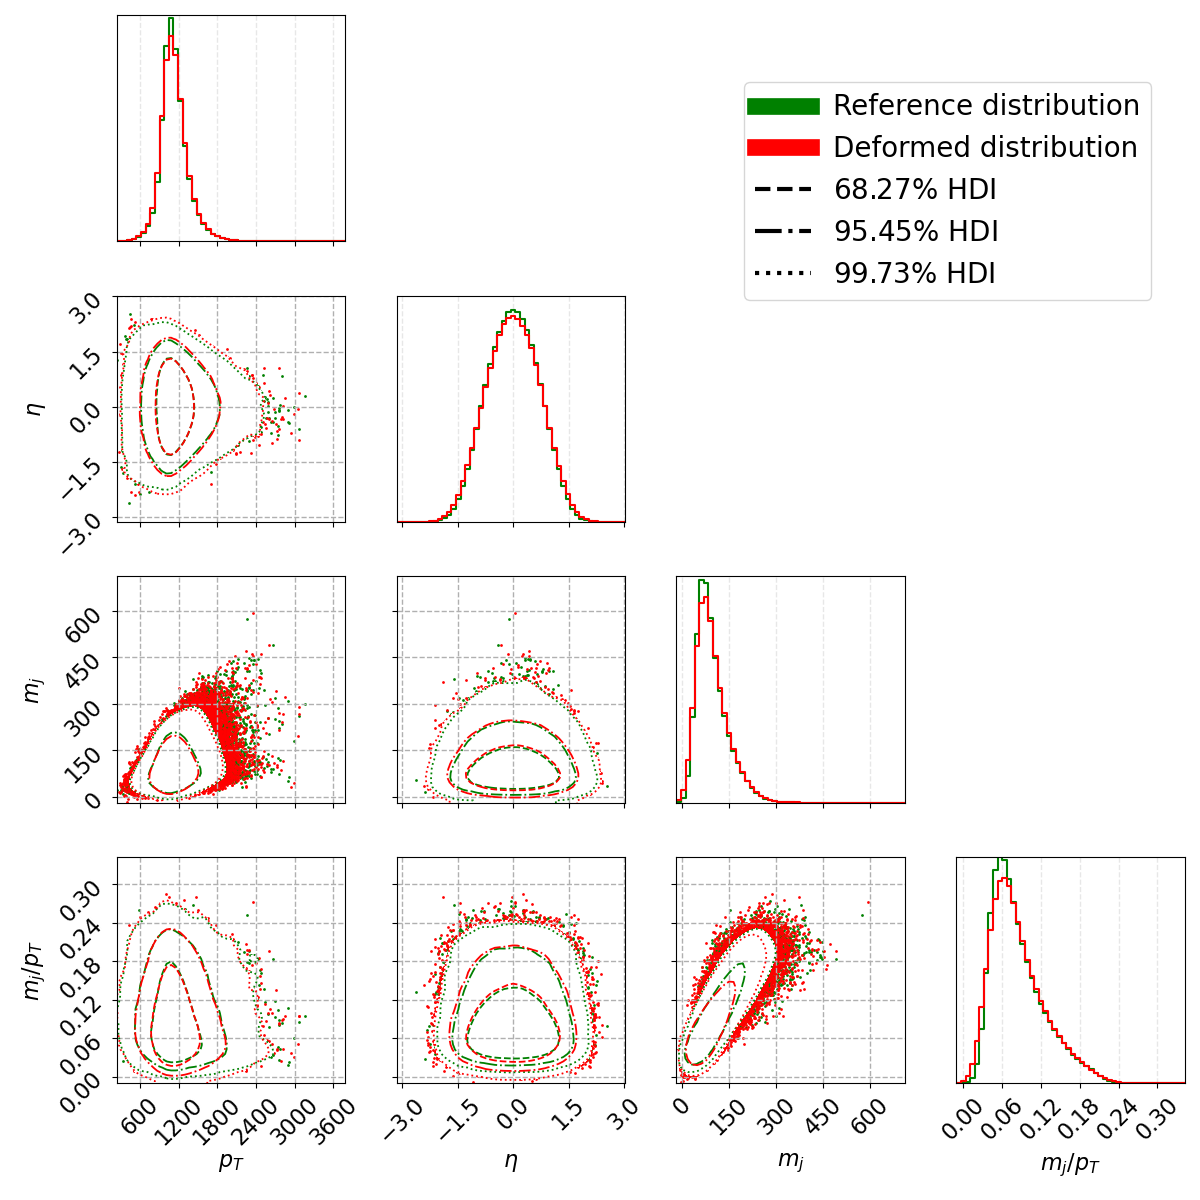 Reference distribution
Deformed distribution
68.27% HDI
95.45% HDI
99.73% HDI
3.0
1.5
0.0
−1.5
−3.0
η
600
450
300
150
0
m_j
0.30
0.24
0.18
0.12
0.06
0.00
m_j/p_T
600 1200 1800 2400 3000 3600
p_T
−3.0 −1.5 0.0 1.5 3.0
η
0 150 300 450 600
m_j
0.00 0.06 0.12 0.18 0.24 0.30
m_j/p_T